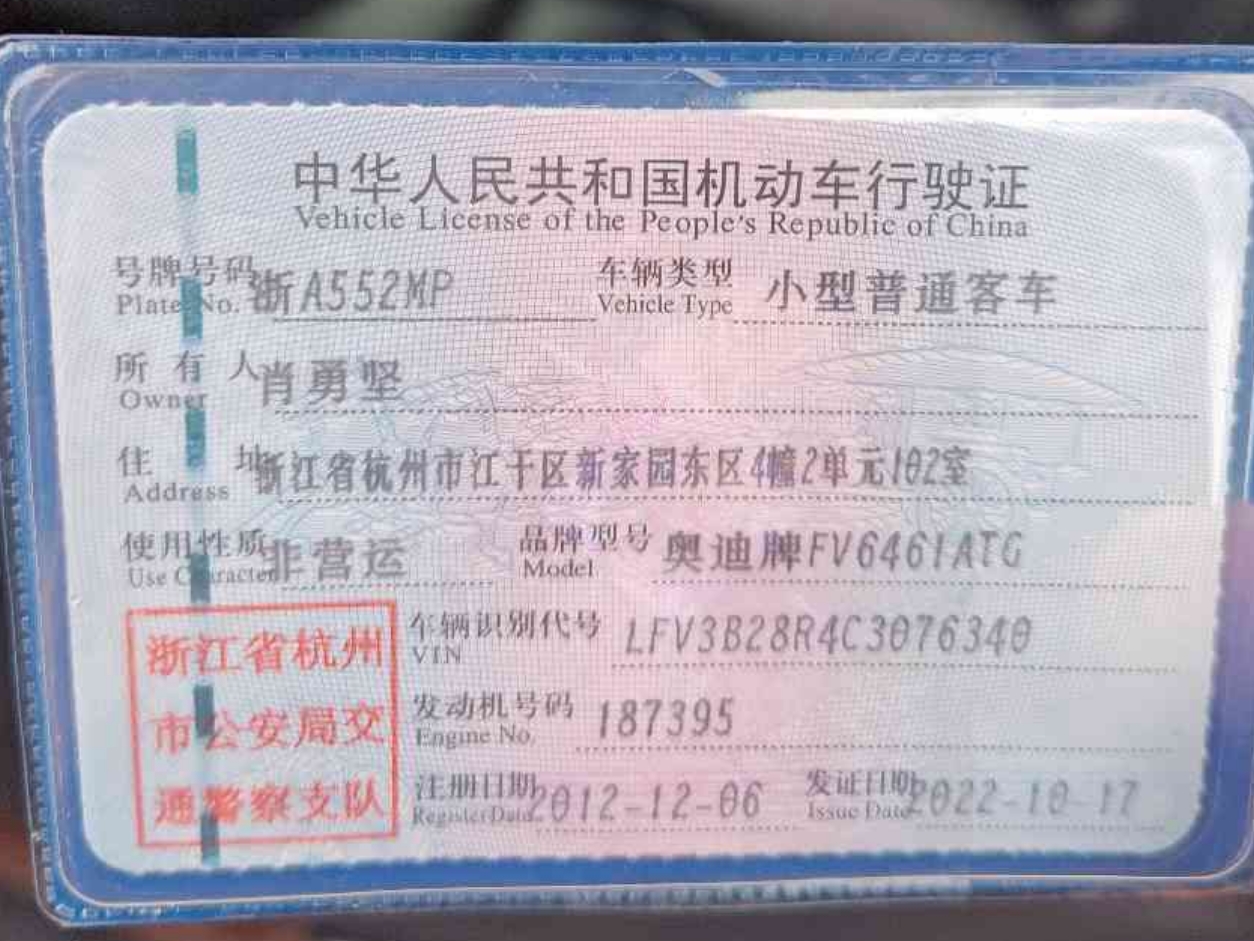 中华人民共和国机动车行驶证
Vehicle License of the People's Republic of China
号牌号码 浙A552MP 车辆类型 小型普通客车
Plate No. Vehicle Type
所有人 肖勇坚
Owner
住址 浙江省杭州市江干区新家园东区4幢2单元102室
Address
使用性质 非营运 品牌型号 奥迪牌FV6461ATG
Use Character Model
浙江省杭州
市公安局交
通警察支队
车辆识别代号 LFV3B28R4C3076340
VIN
发动机号码 187395
Engine No.
注册日期 2012-12-06 发证日期 2022-10-17
Register Date Issue Date